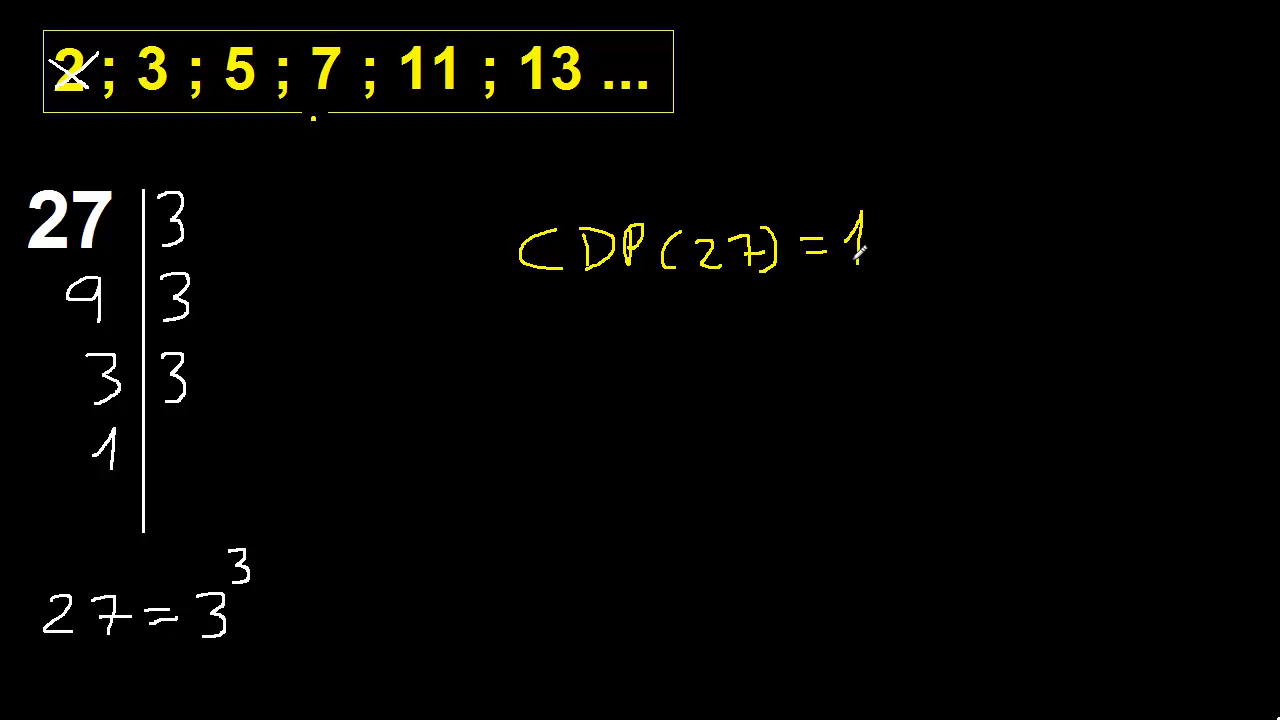 2 ; 3 ; 5 ; 7 ; 11 ; 13 ...
27 3
9 3
3 3
1
27 = 3³
CDP(27) = 1